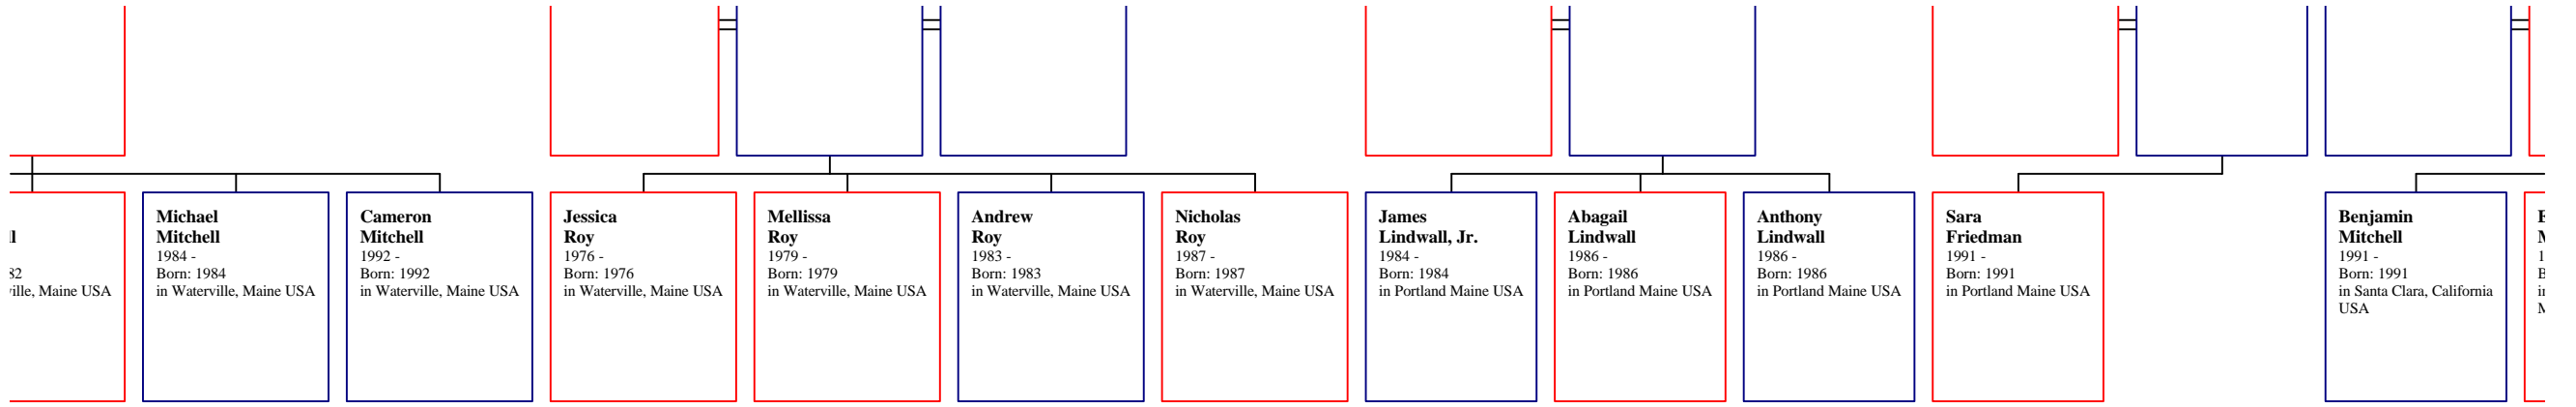 Michael
Mitchell
1984 -
Born: 1984
in Waterville, Maine USA
Cameron
Mitchell
1992 -
Born: 1992
in Waterville, Maine USA
Jessica
Roy
1976 -
Born: 1976
in Waterville, Maine USA
Mellissa
Roy
1979 -
Born: 1979
in Waterville, Maine USA
Andrew
Roy
1983 -
Born: 1983
in Waterville, Maine USA
Nicholas
Roy
1987 -
Born: 1987
in Waterville, Maine USA
James
Lindwall, Jr.
1984 -
Born: 1984
in Portland Maine USA
Abagail
Lindwall
1986 -
Born: 1986
in Portland Maine USA
Anthony
Lindwall
1986 -
Born: 1986
in Portland Maine USA
Sara
Friedman
1991 -
Born: 1991
in Portland Maine USA
Benjamin
Mitchell
1991 -
Born: 1991
in Santa Clara, California
USA
82
Maine USA